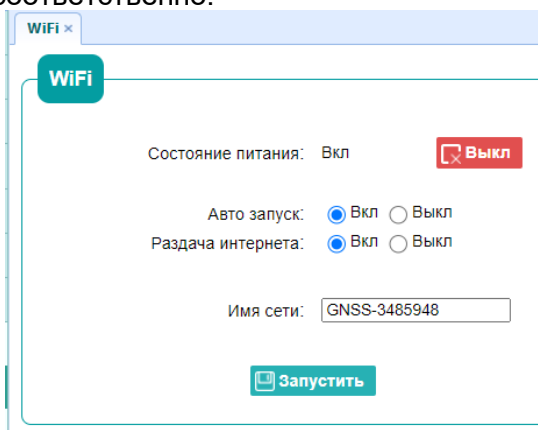 соответственно.
WiFi ×
WiFi
Состояние питания: Вкл Выкл
Авто запуск: Вкл Выкл
Раздача интернета: Вкл Выкл
Имя сети: GNSS-3485948
Запустить